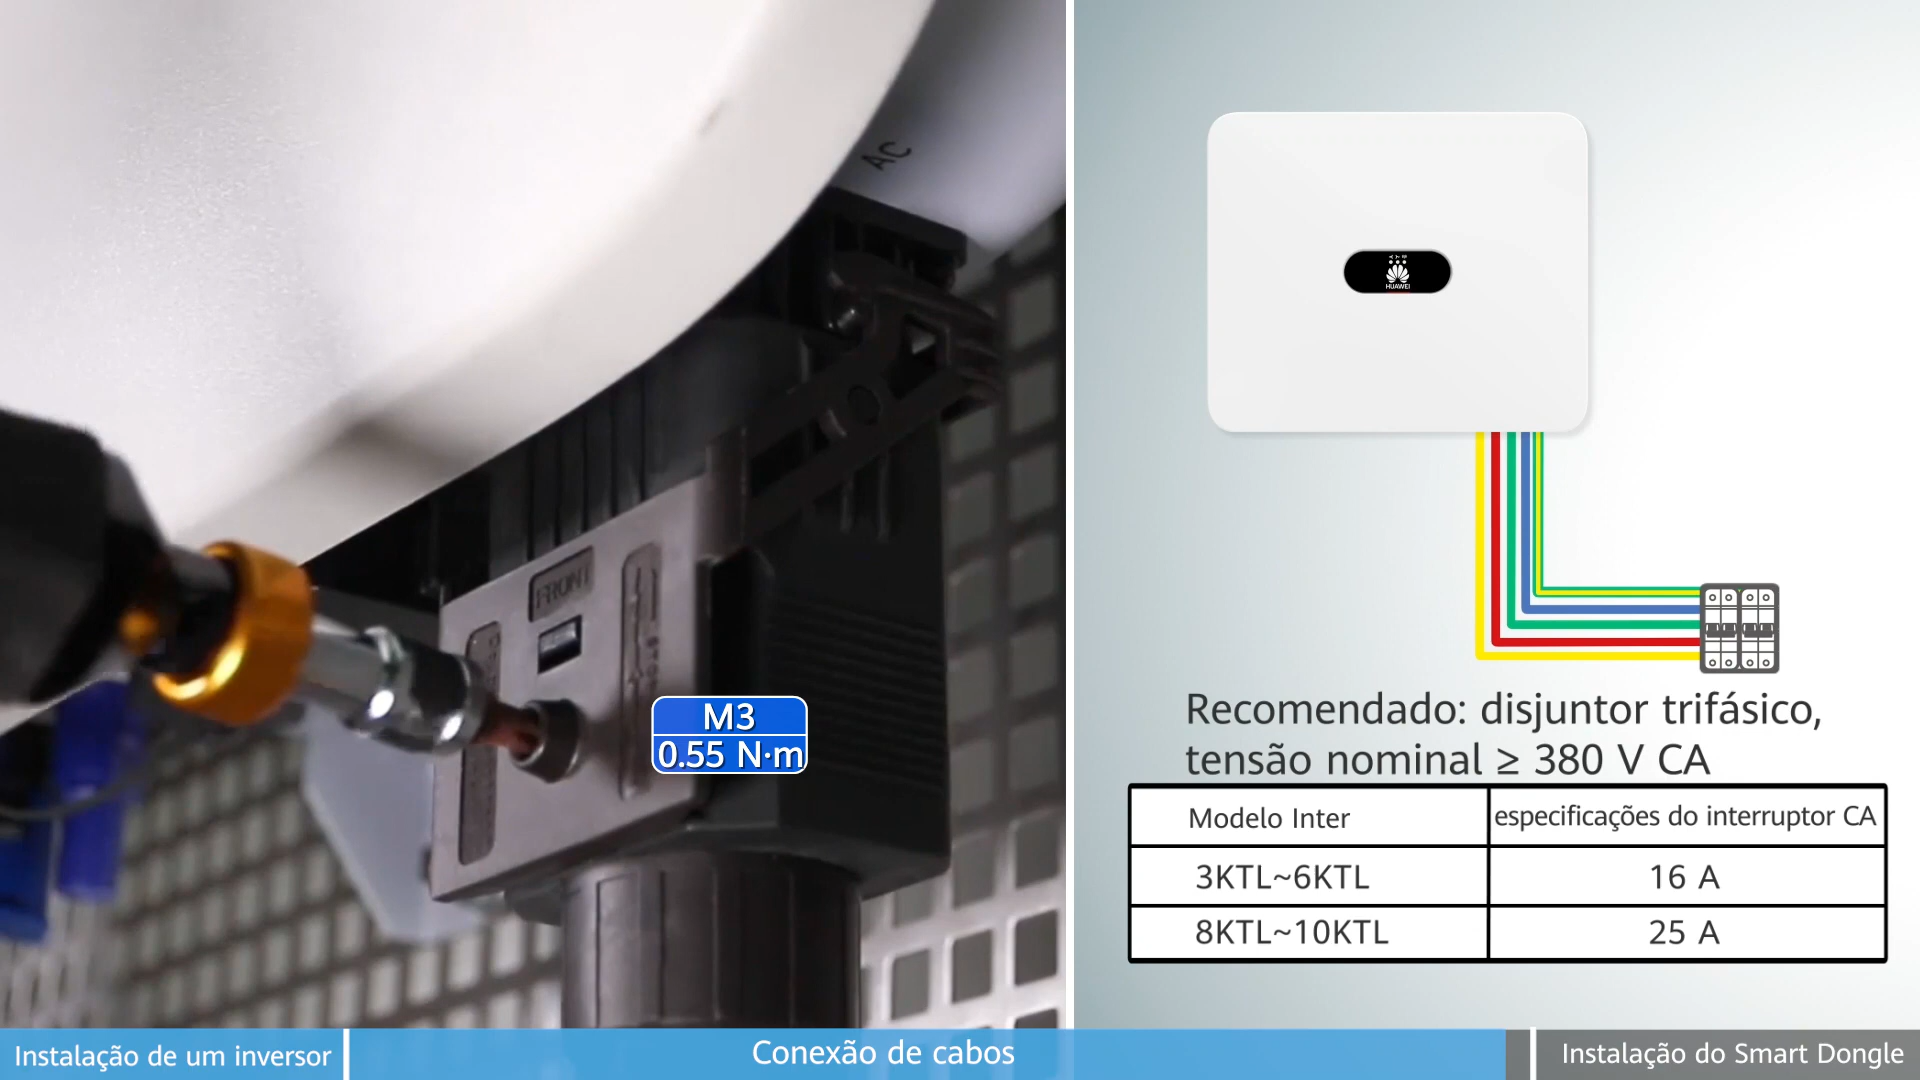 AC
FRONT
M3
0.55 N·m
HUAWEI
Recomendado: disjuntor trifásico,
tensão nominal ≥ 380 V CA
Modelo Inter
especificações do interruptor CA
3KTL~6KTL
16 A
8KTL~10KTL
25 A
Instalação de um inversor
Conexão de cabos
Instalação do Smart Dongle